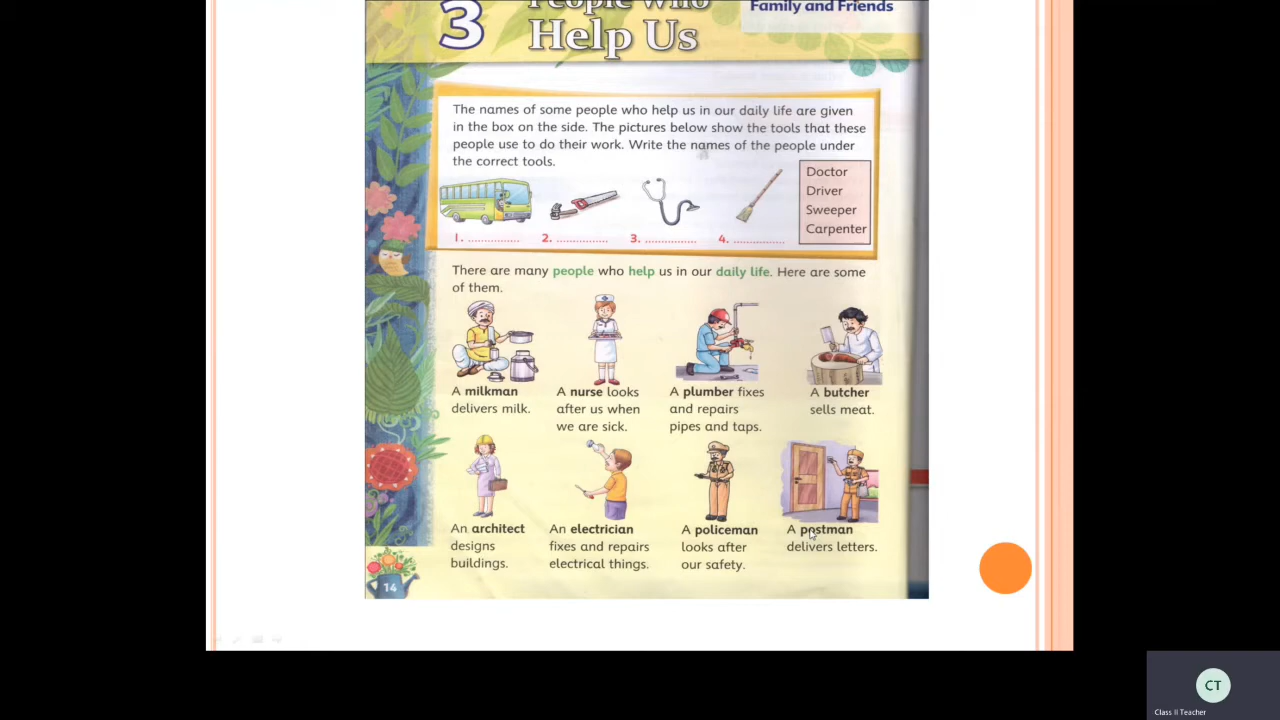 3
People Who
Help Us
Family and Friends
The names of some people who help us in our daily life are given
in the box on the side. The pictures below show the tools that these
people use to do their work. Write the names of the people under
the correct tools.
Doctor
Driver
Sweeper
Carpenter
1. ..............
2. ..............
3. ..............
4. ..............
There are many people who help us in our daily life. Here are some
of them.
A milkman
delivers milk.
A nurse looks
after us when
we are sick.
A plumber fixes
and repairs
pipes and taps.
A butcher
sells meat.
An architect
designs
buildings.
An electrician
fixes and repairs
electrical things.
A policeman
looks after
our safety.
A postman
delivers letters.
14
CT
Class II Teacher